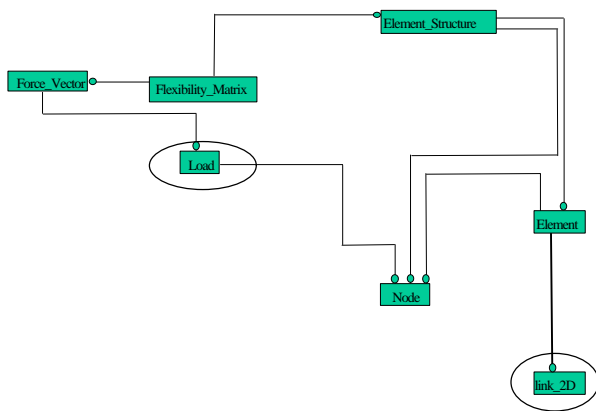 Element_Structure
Force_Vector
Flexibility_Matrix
Load
Element
Node
link_2D